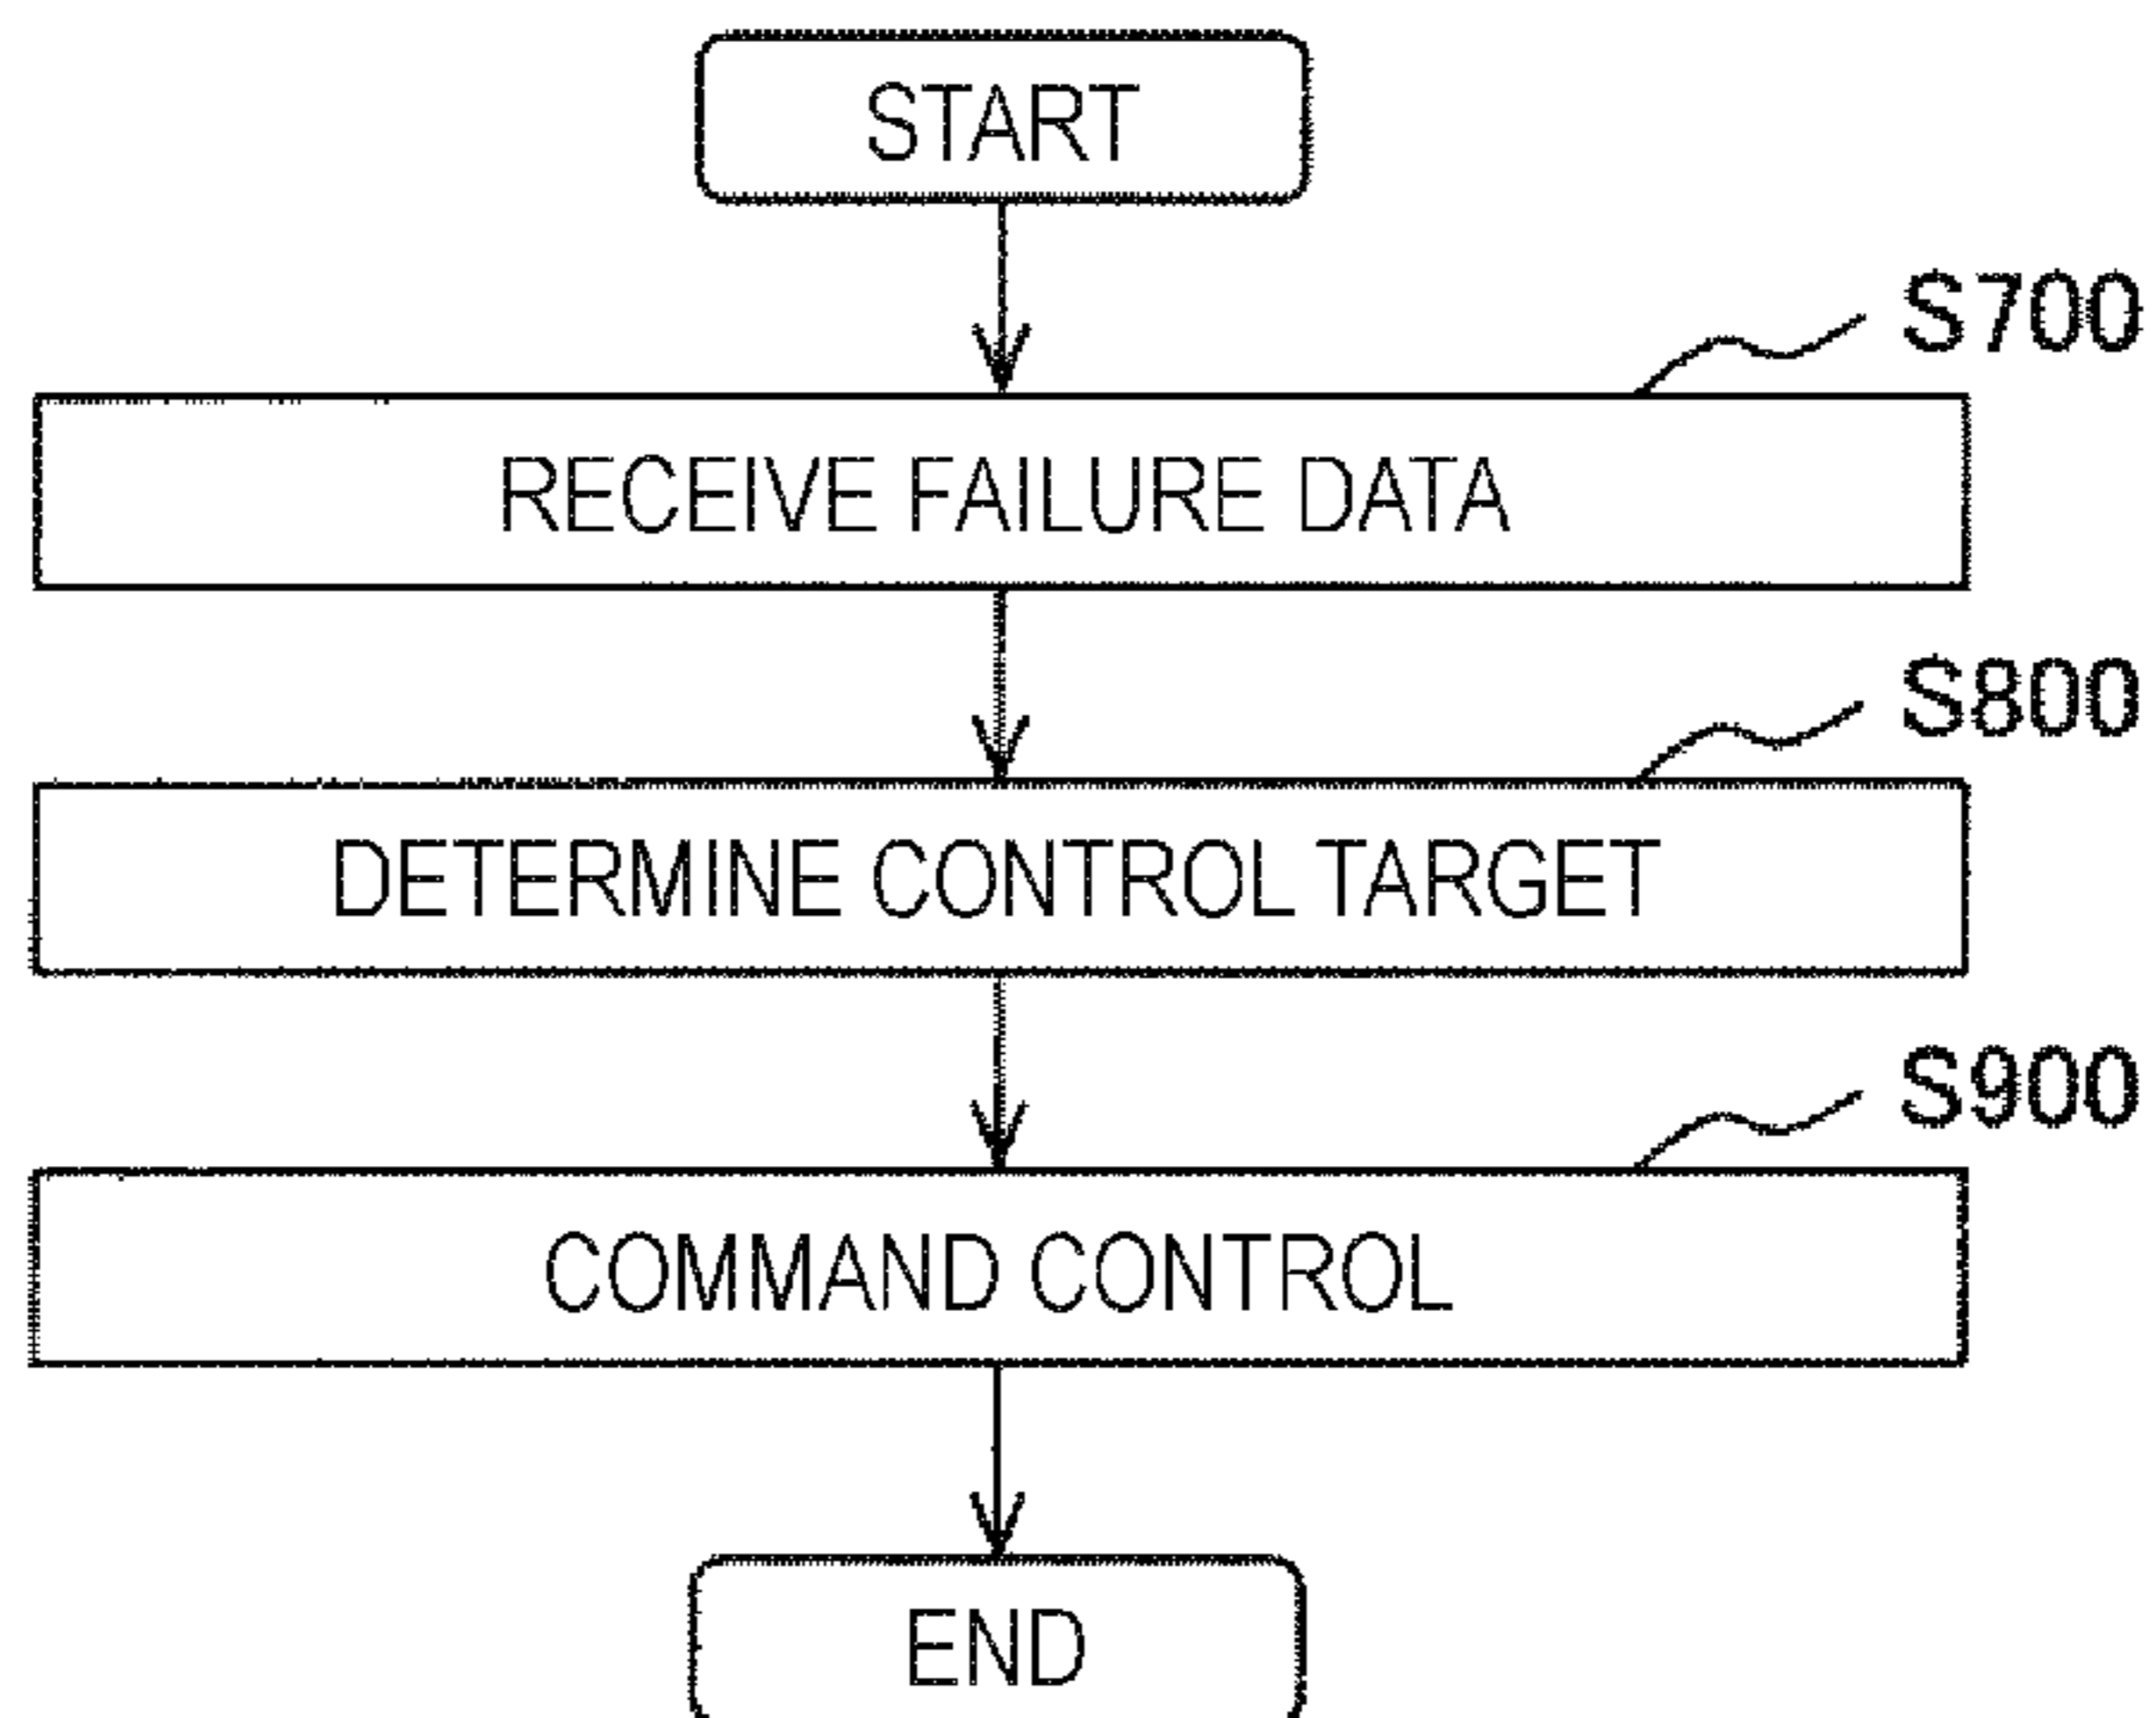 START
S700
RECEIVE FAILURE DATA
S800
DETERMINE CONTROL TARGET
S900
COMMAND CONTROL
END